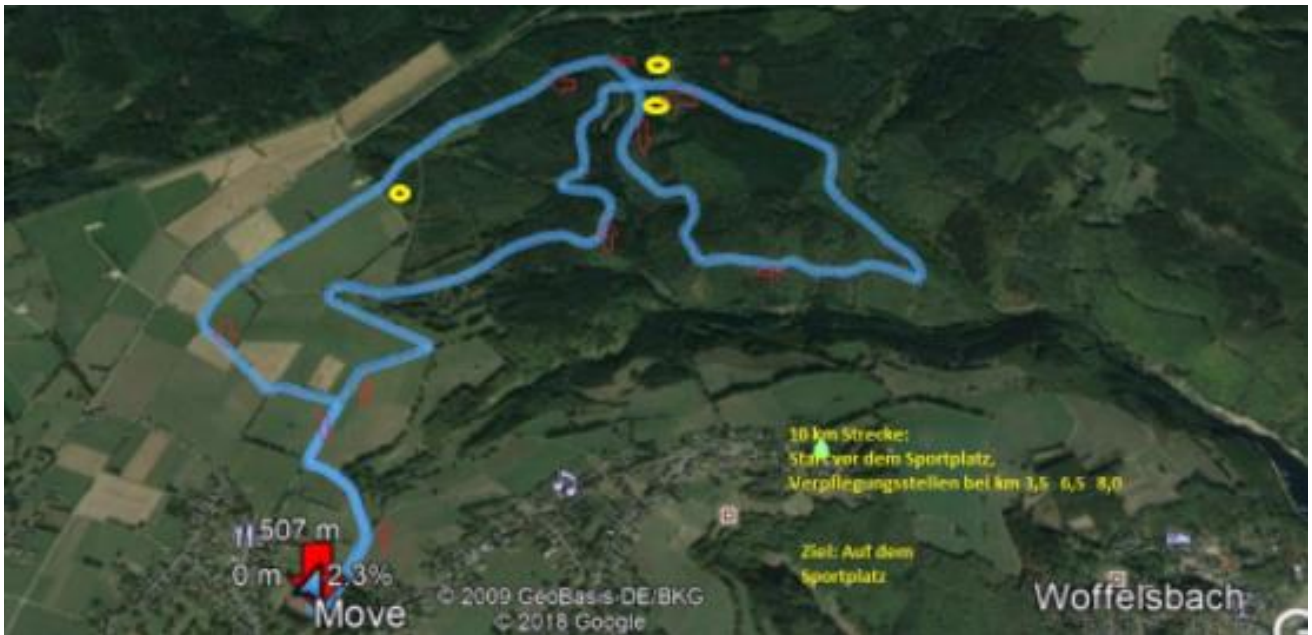 10 km Strecke:
Start vor dem Sportplatz,
Verpflegungsstellen bei km 3,5 6,5 8,0
Ziel: Auf dem
Sportplatz
507 m
0 m 2.3%
Move
© 2009 GeoBasis-DE/BKG
© 2018 Google
Woffelsbach